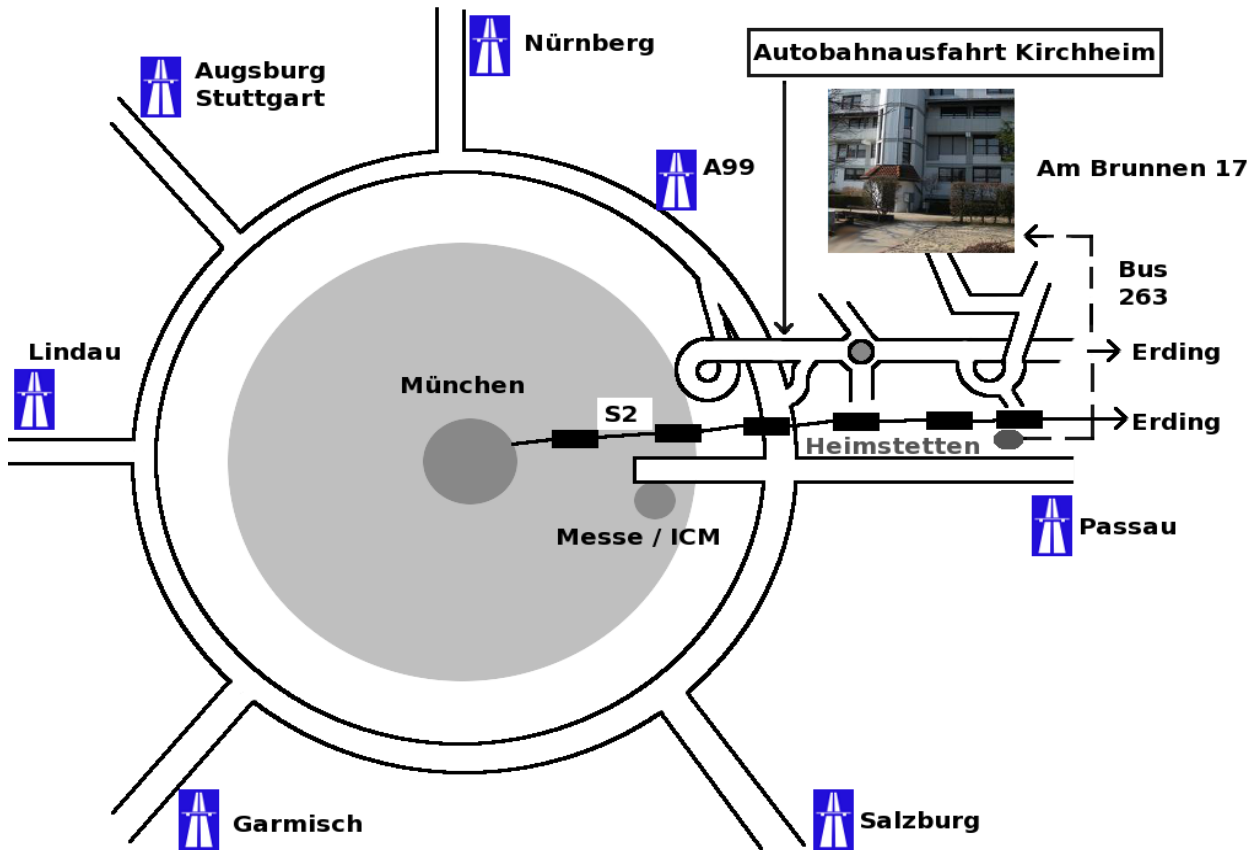 Nürnberg
Autobahnausfahrt Kirchheim
Augsburg
Stuttgart
A99
Am Brunnen 17
Bus
263
Lindau
Erding
München
S2
Erding
Heimstetten
Messe / ICM
Passau
Garmisch
Salzburg